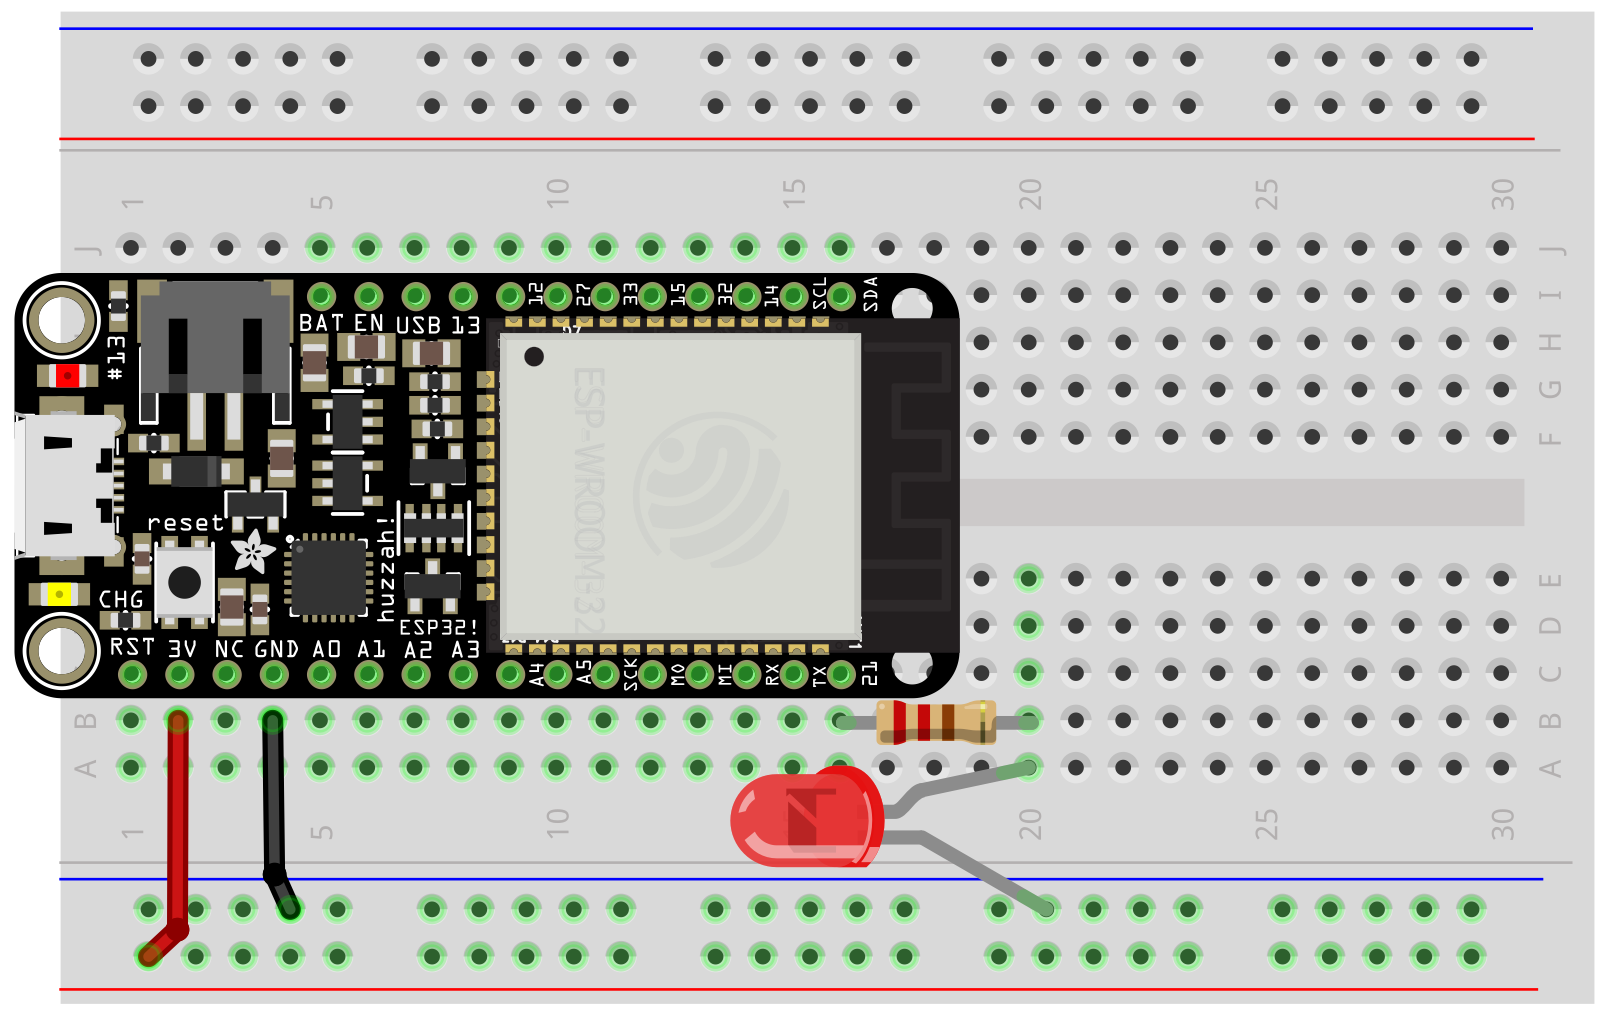 1 5 10 15 20 25 30
J J
I
H
G
F
BAT EN USB 13 12 27 33 15 32 14 SCL SDA
#13
ESP-WROOM-32
reset
huzzah!
CHG
ESP32!
RST 3V NC GND A0 A1 A2 A3 A4 A5 SCK MO MI RX TX 21
E
D
C
B B
A A
1 5 10 15 20 25 30